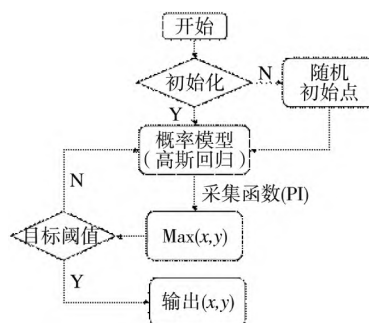 开始
初始化
N
随机
初始点
Y
概率模型
(高斯回归)
N
采集函数(PI)
目标阈值
Max(x,y)
Y
输出(x,y)